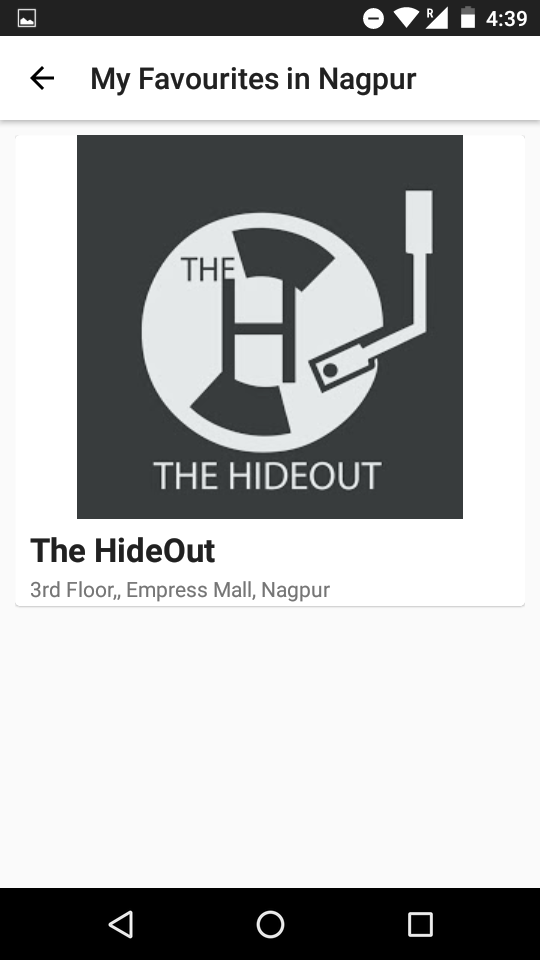 R 4:39
My Favourites in Nagpur
THE
H
THE HIDEOUT
The HideOut
3rd Floor,, Empress Mall, Nagpur